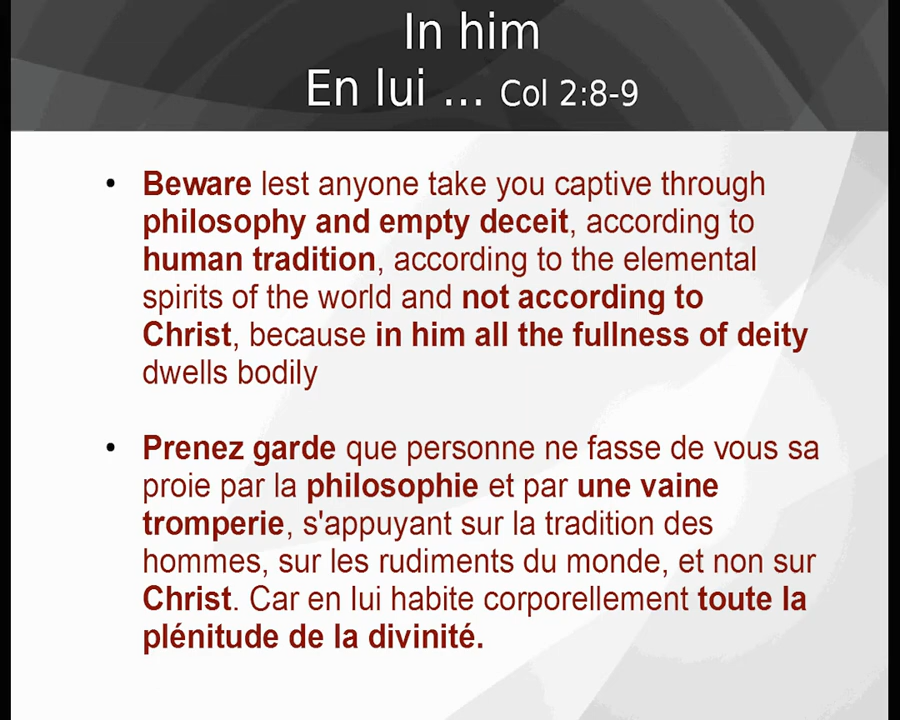 In him
En lui ... Col 2:8-9
• Beware lest anyone take you captive through
philosophy and empty deceit, according to
human tradition, according to the elemental
spirits of the world and not according to
Christ, because in him all the fullness of deity
dwells bodily
• Prenez garde que personne ne fasse de vous sa
proie par la philosophie et par une vaine
tromperie, s'appuyant sur la tradition des
hommes, sur les rudiments du monde, et non sur
Christ. Car en lui habite corporellement toute la
plénitude de la divinité.